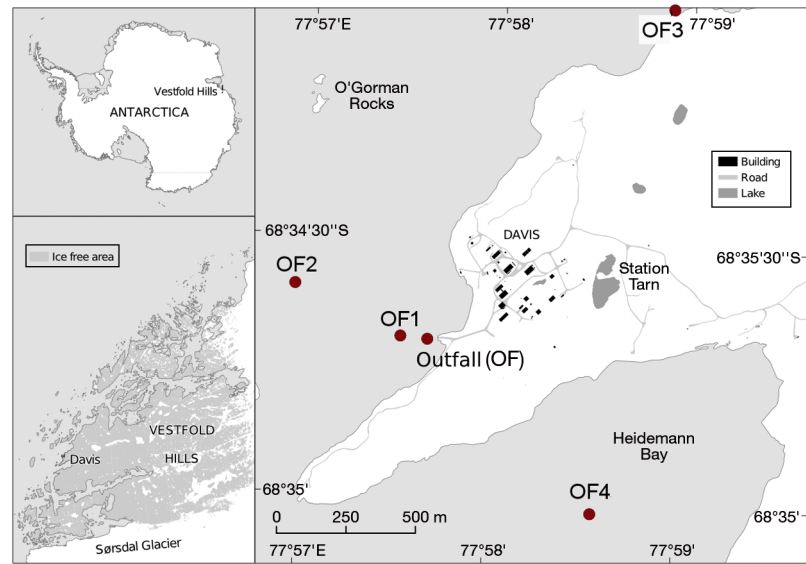 77°57'E
77°58'
77°59'
OF3
O'Gorman
Rocks
Vestfold Hills
ANTARCTICA
Building
Road
Lake
68°34'30''S
DAVIS
68°35'30''S
Ice free area
OF2
Station
Tarn
OF1
Outfall (OF)
VESTFOLD
HILLS
Davis
Heidemann
Bay
68°35'
OF4
0
250
500 m
68°35'
Sørsdal Glacier
77°57'E
77°58'
77°59'